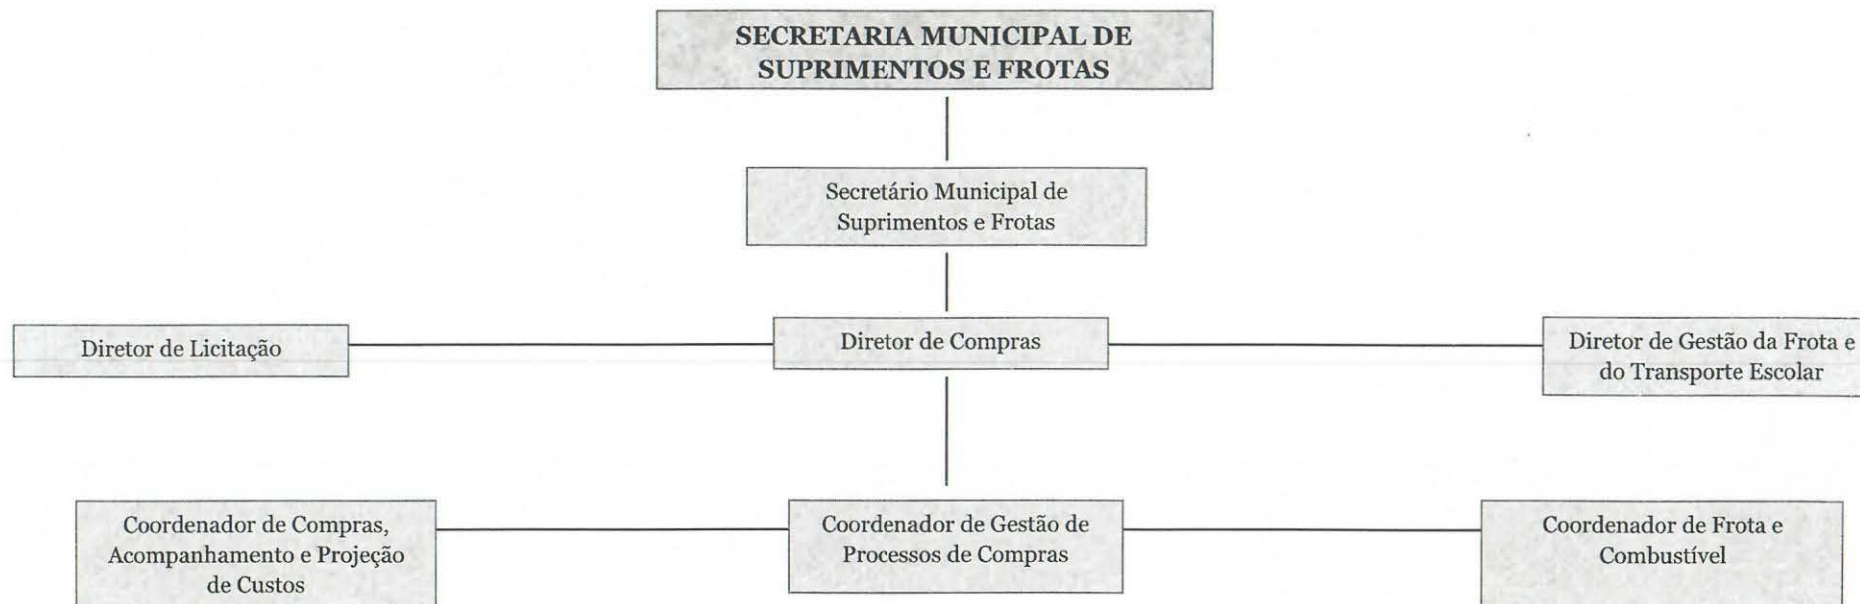 SECRETARIA MUNICIPAL DE
SUPRIMENTOS E FROTAS
Secretário Municipal de
Suprimentos e Frotas
Diretor de Licitação
Diretor de Compras
Diretor de Gestão da Frota e
do Transporte Escolar
Coordenador de Compras,
Acompanhamento e Projeção
de Custos
Coordenador de Gestão de
Processos de Compras
Coordenador de Frota e
Combustível